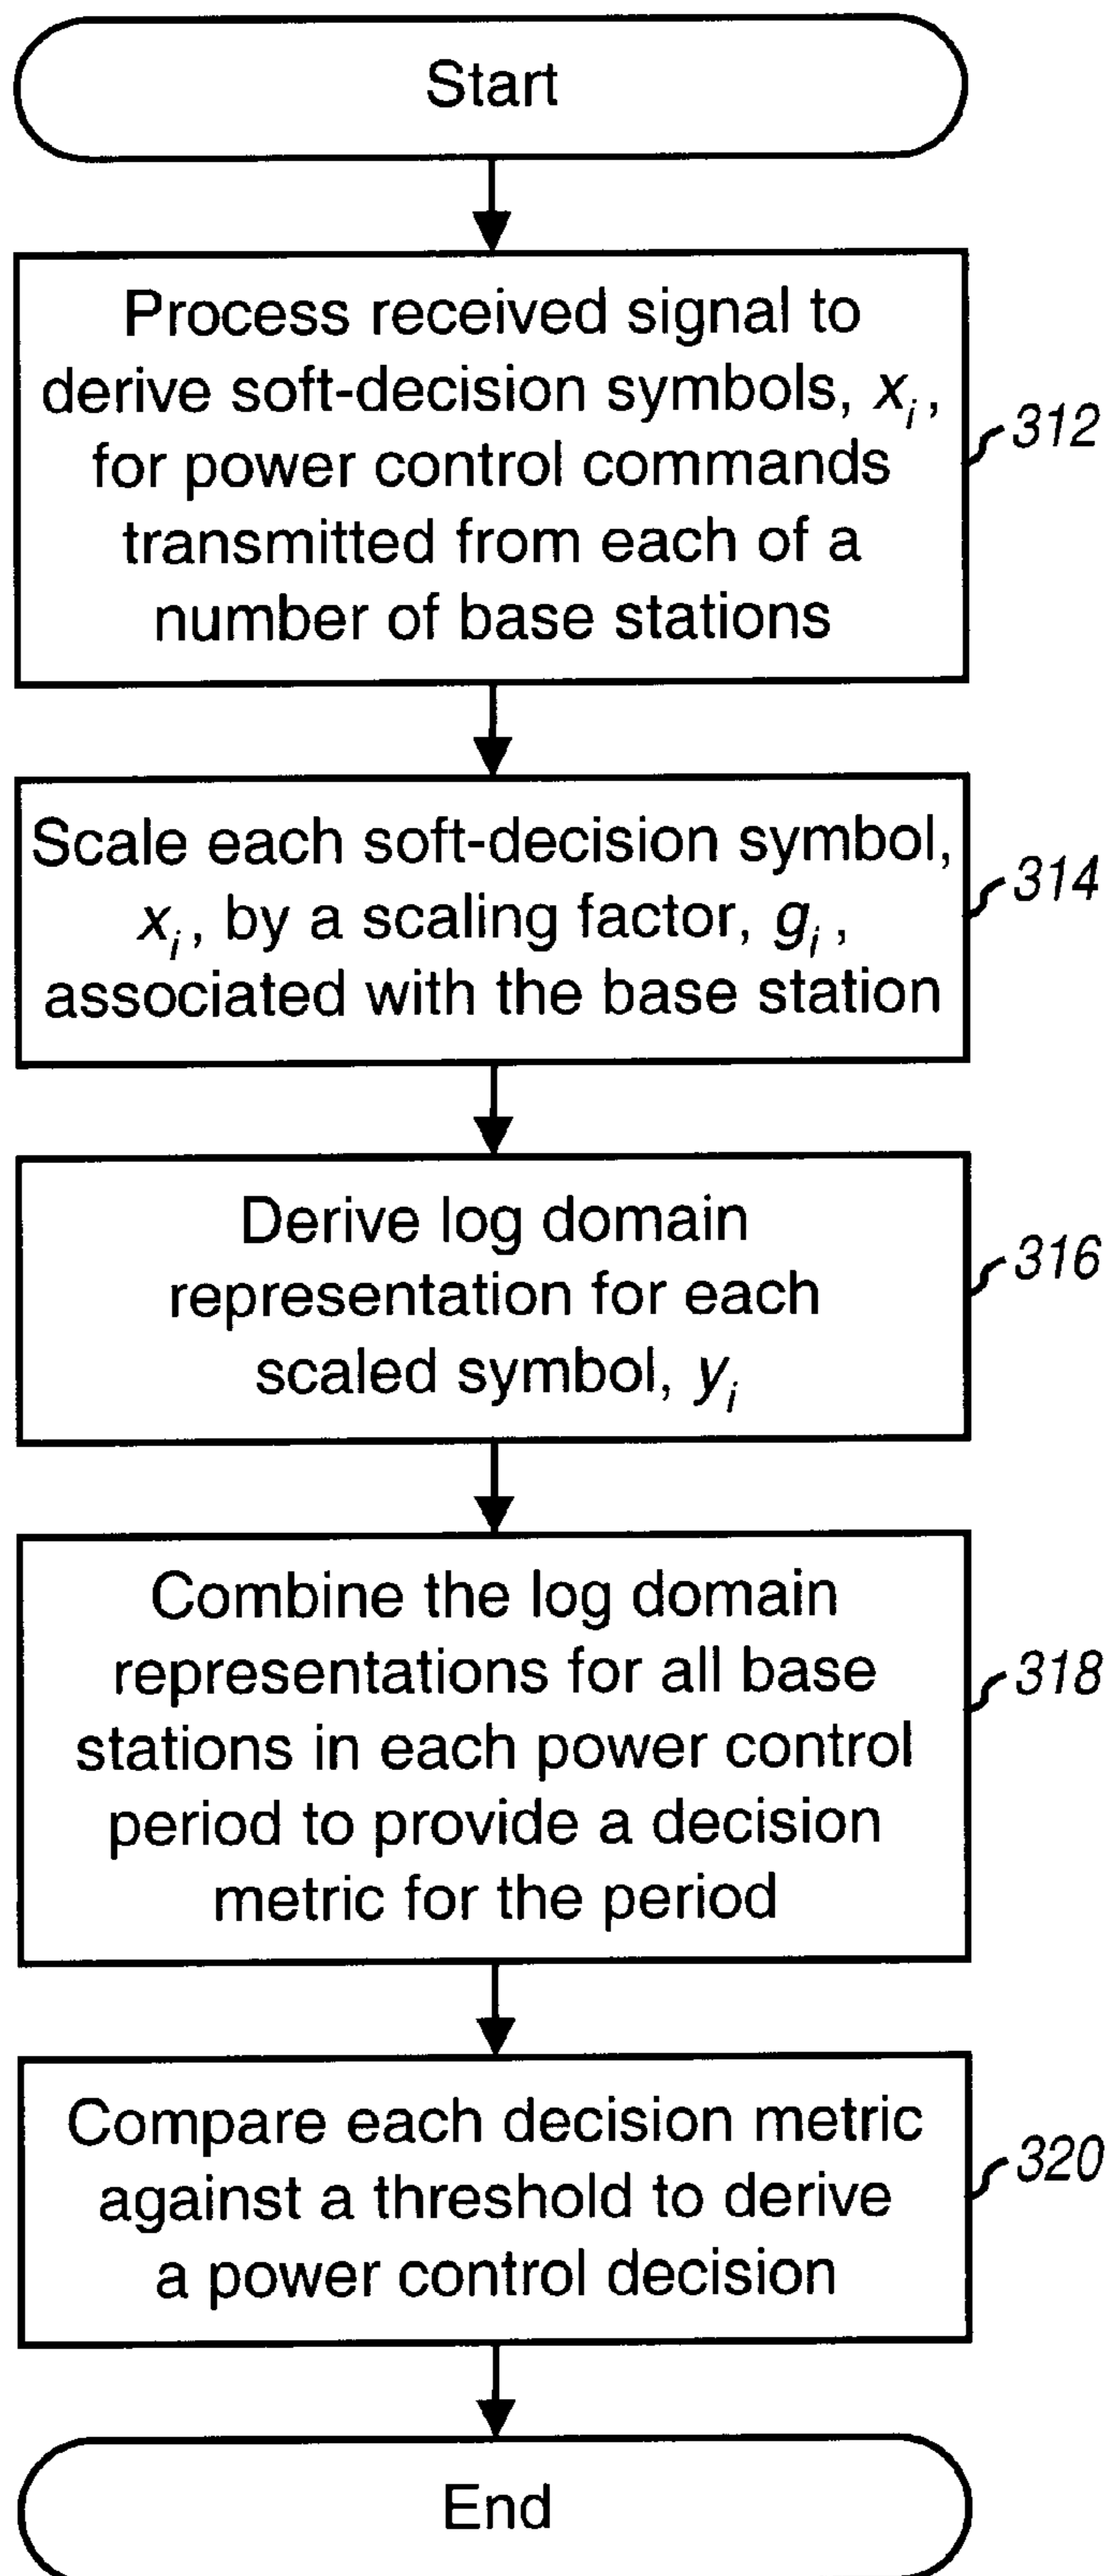 Start
Process received signal to
derive soft-decision symbols, xᵢ,
for power control commands
transmitted from each of a
number of base stations
312
Scale each soft-decision symbol,
xᵢ, by a scaling factor, gᵢ,
associated with the base station
314
Derive log domain
representation for each
scaled symbol, yᵢ
316
Combine the log domain
representations for all base
stations in each power control
period to provide a decision
metric for the period
318
Compare each decision metric
against a threshold to derive
a power control decision
320
End